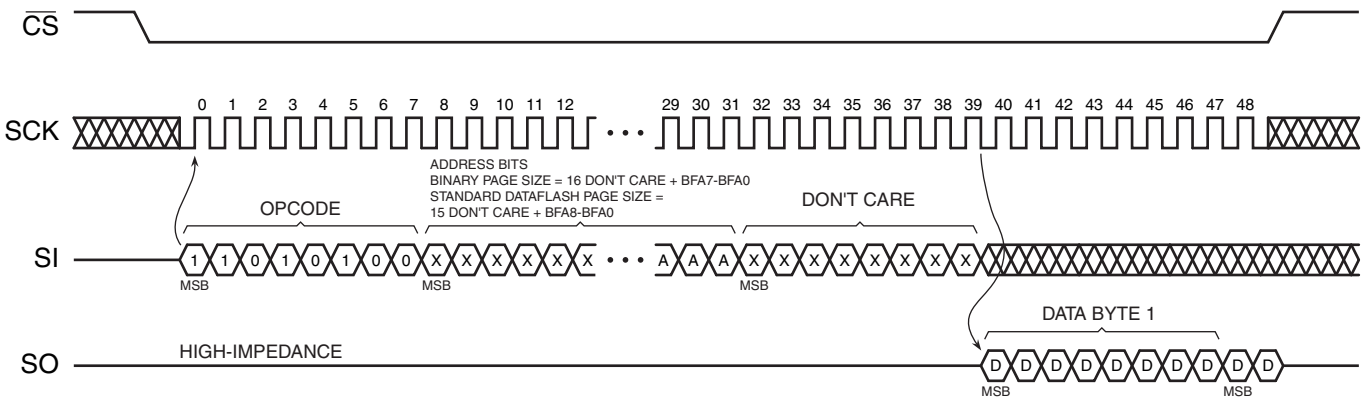 CS
SCK
0 1 2 3 4 5 6 7 8 9 10 11 12 • • • 29 30 31 32 33 34 35 36 37 38 39 40 41 42 43 44 45 46 47 48
ADDRESS BITS
BINARY PAGE SIZE = 16 DON'T CARE + BFA7-BFA0
STANDARD DATAFLASH PAGE SIZE =
15 DON'T CARE + BFA8-BFA0
OPCODE
DON'T CARE
SI
1 1 0 1 0 1 0 0 X X X X X X • • • A A A X X X X X X X X
MSB MSB MSB
DATA BYTE 1
SO
HIGH-IMPEDANCE
D D D D D D D D D D
MSB MSB